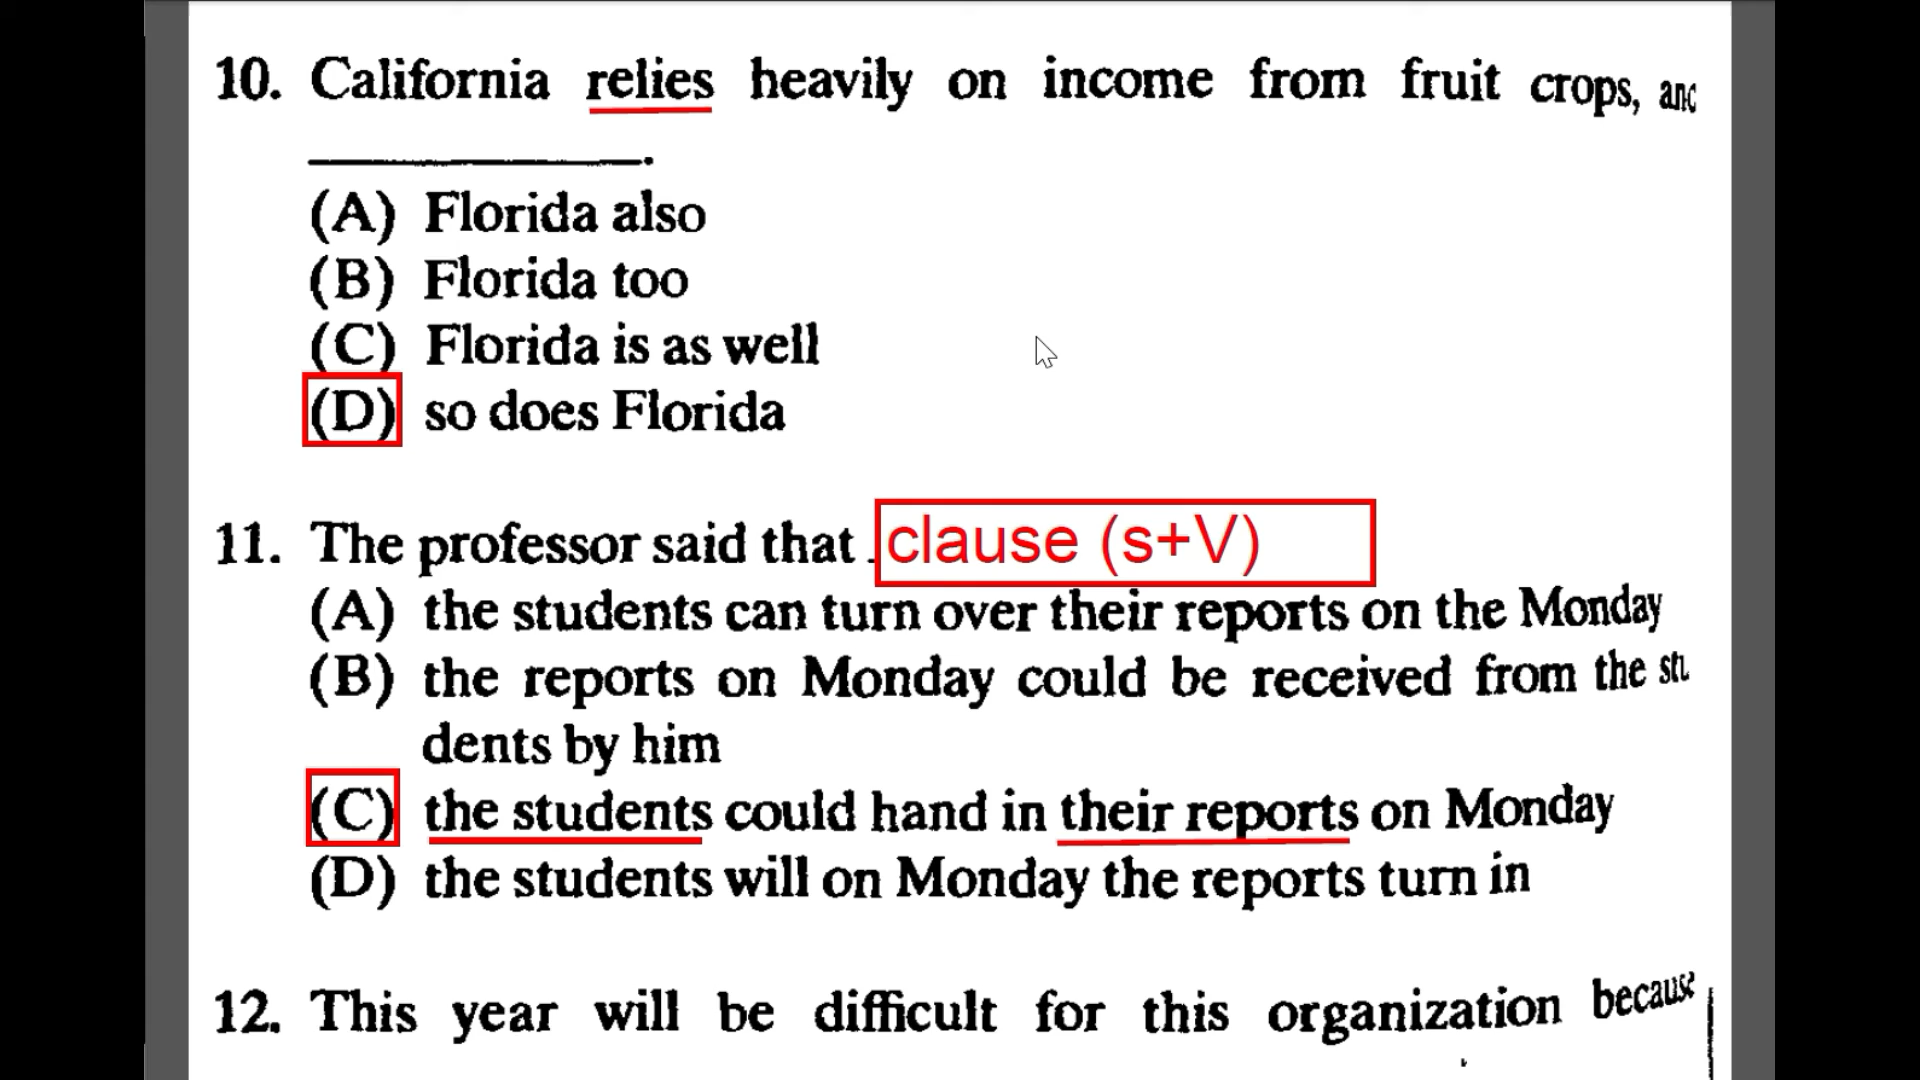 10. California relies heavily on income from fruit crops, and
.
(A) Florida also
(B) Florida too
(C) Florida is as well
(D) so does Florida
11. The professor said that clause (s+V)
(A) the students can turn over their reports on the Monday
(B) the reports on Monday could be received from the stu
dents by him
(C) the students could hand in their reports on Monday
(D) the students will on Monday the reports turn in
12. This year will be difficult for this organization because